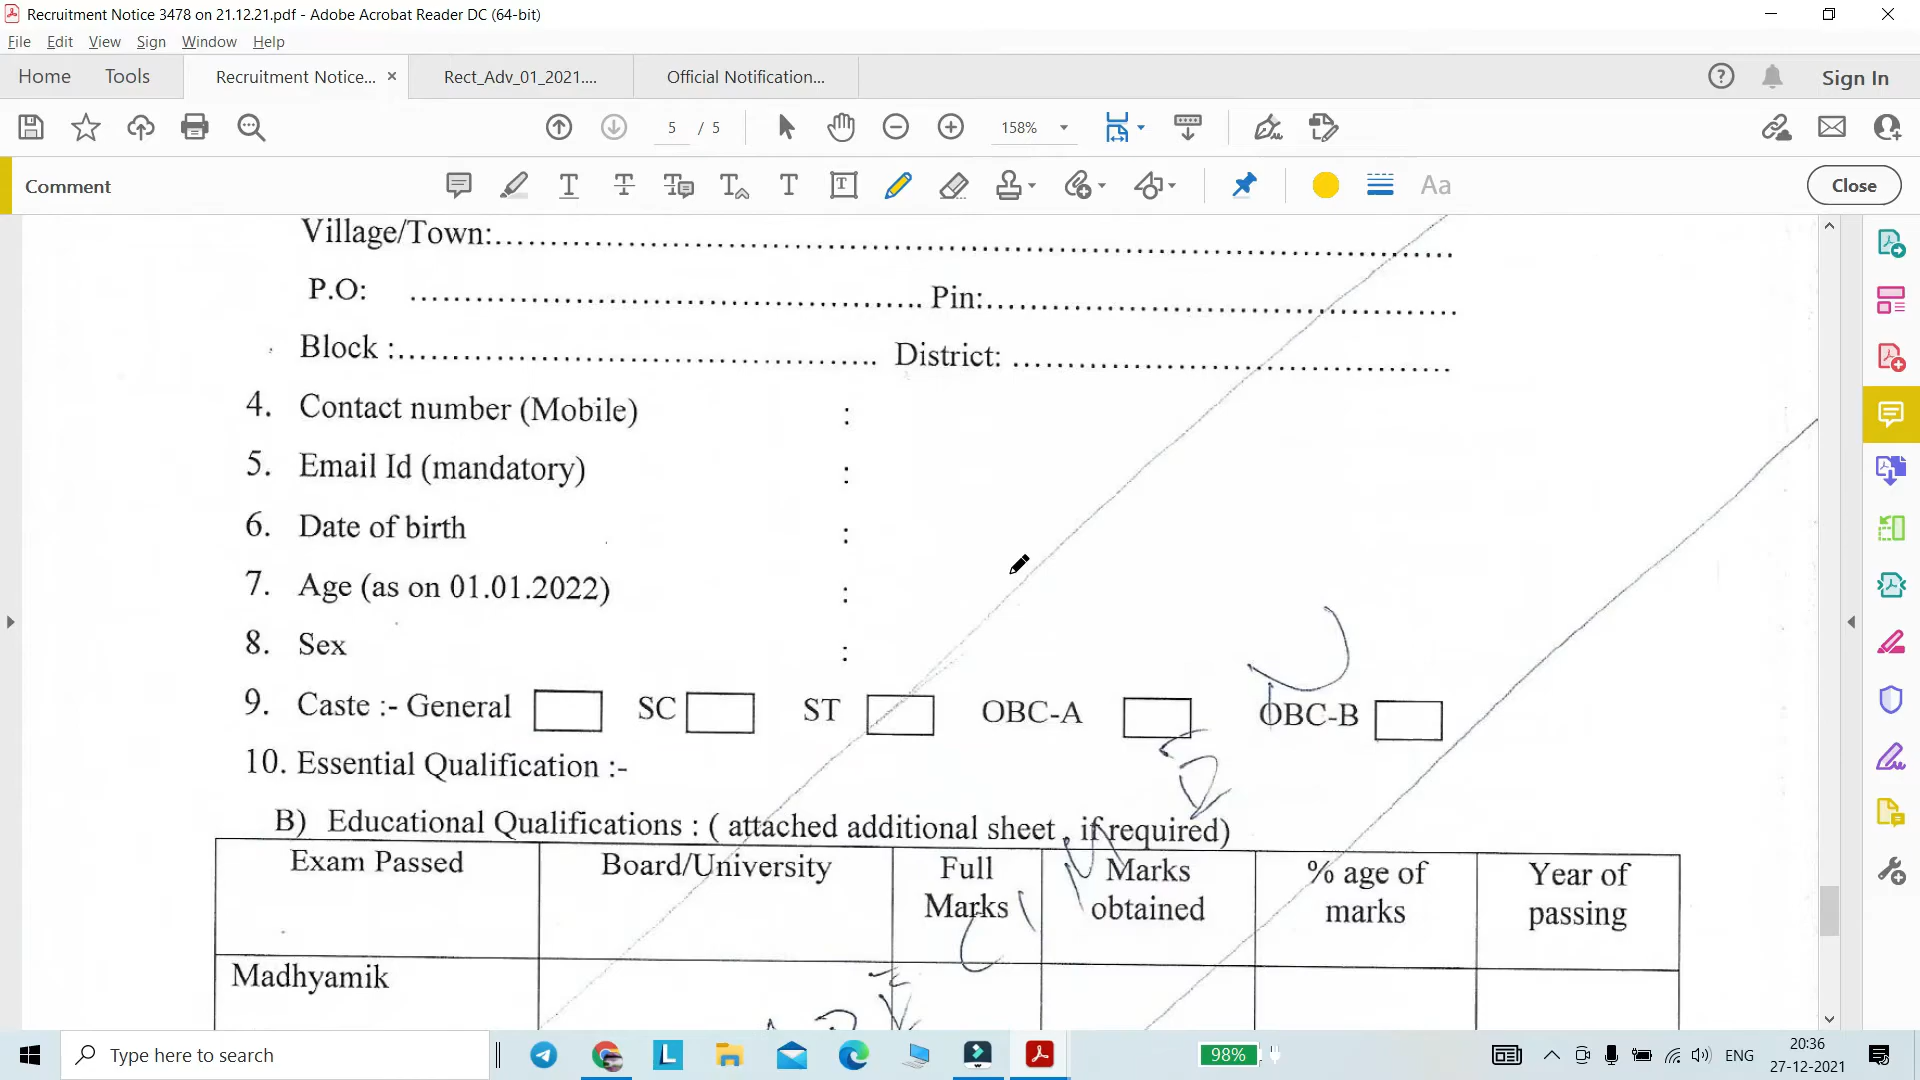 Recruitment Notice 3478 on 21.12.21.pdf - Adobe Acrobat Reader DC (64-bit)
File Edit View Sign Window Help
Home Tools Recruitment Notice... × Rect_Adv_01_2021.... Official Notification... Sign In
5 / 5 158%
Comment Aa Close
Village/Town:..............................................................................
P.O: ............................................. Pin:..........................................
Block :............................................. District: ..........................................
4. Contact number (Mobile) :
5. Email Id (mandatory) :
6. Date of birth :
7. Age (as on 01.01.2022) :
8. Sex :
9. Caste :- General SC ST OBC-A OBC-B
10. Essential Qualification :-
B) Educational Qualifications : ( attached additional sheet , if required)
Exam Passed Board/University Full Marks Marks obtained % age of marks Year of passing
Madhyamik
Type here to search 98% ENG 20:36
27-12-2021